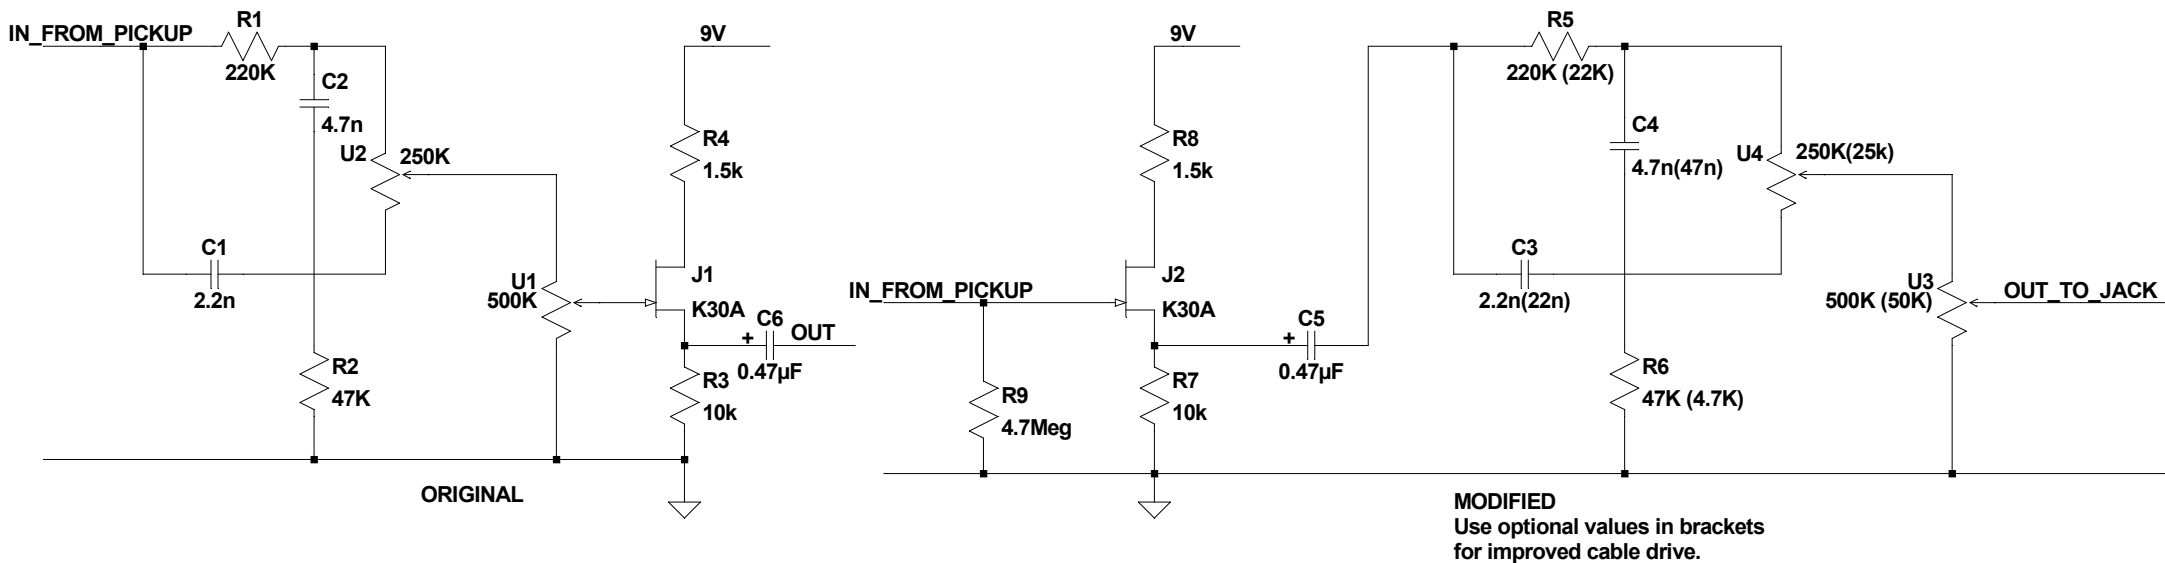 IN_FROM_PICKUP
R1
220K
C2
4.7n
U2
250K
C1
2.2n
R2
47K
U1
500K
9V
R4
1.5k
J1
K30A
C6
+
OUT
0.47µF
R3
10k
ORIGINAL
IN_FROM_PICKUP
R9
4.7Meg
9V
R8
1.5k
J2
K30A
C5
+
0.47µF
R7
10k
R5
220K (22K)
C4
4.7n(47n)
U4
250K(25k)
C3
2.2n(22n)
R6
47K (4.7K)
U3
500K (50K)
OUT_TO_JACK
MODIFIED
Use optional values in brackets
for improved cable drive.